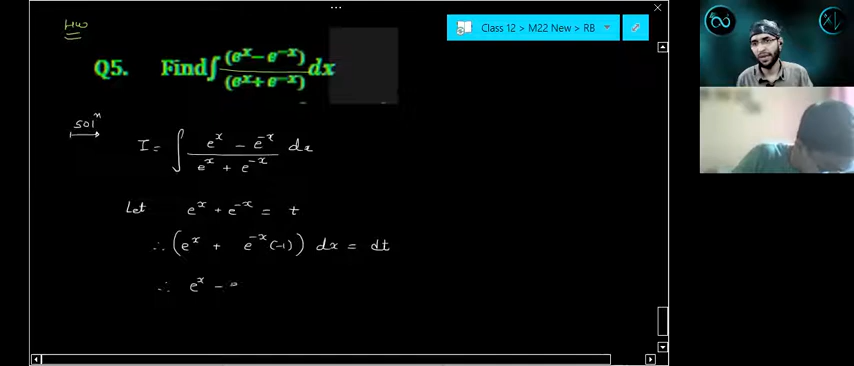 HW
Class 12 > M22 New > RB
Q5. Find ∫ (eˣ − e⁻ˣ) / (eˣ + e⁻ˣ) dx
solⁿ
I = ∫ eˣ − e⁻ˣ / eˣ + e⁻ˣ dx
Let eˣ + e⁻ˣ = t
∴ (eˣ + e⁻ˣ(-1)) dx = dt
∴ eˣ −